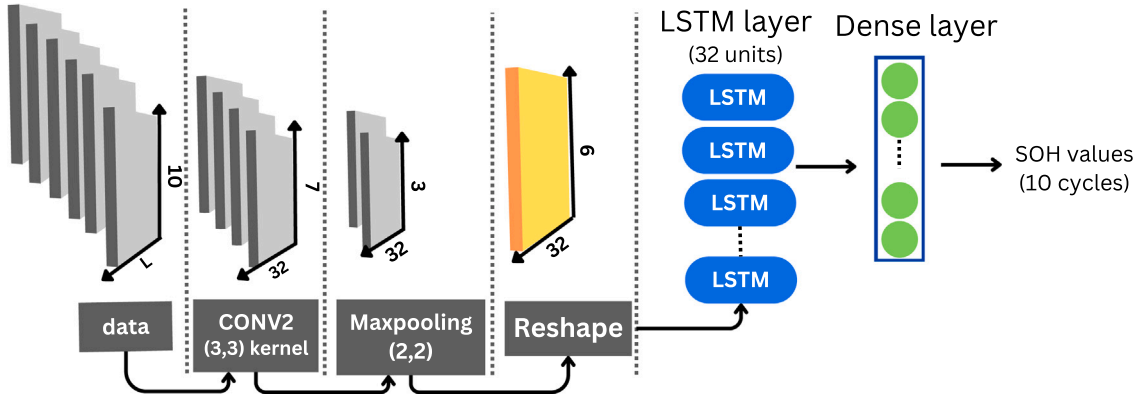 LSTM layer
(32 units)
Dense layer
10
L
7
32
3
32
6
32
LSTM
LSTM
LSTM
LSTM
SOH values
(10 cycles)
data
CONV2
(3,3) kernel
Maxpooling
(2,2)
Reshape